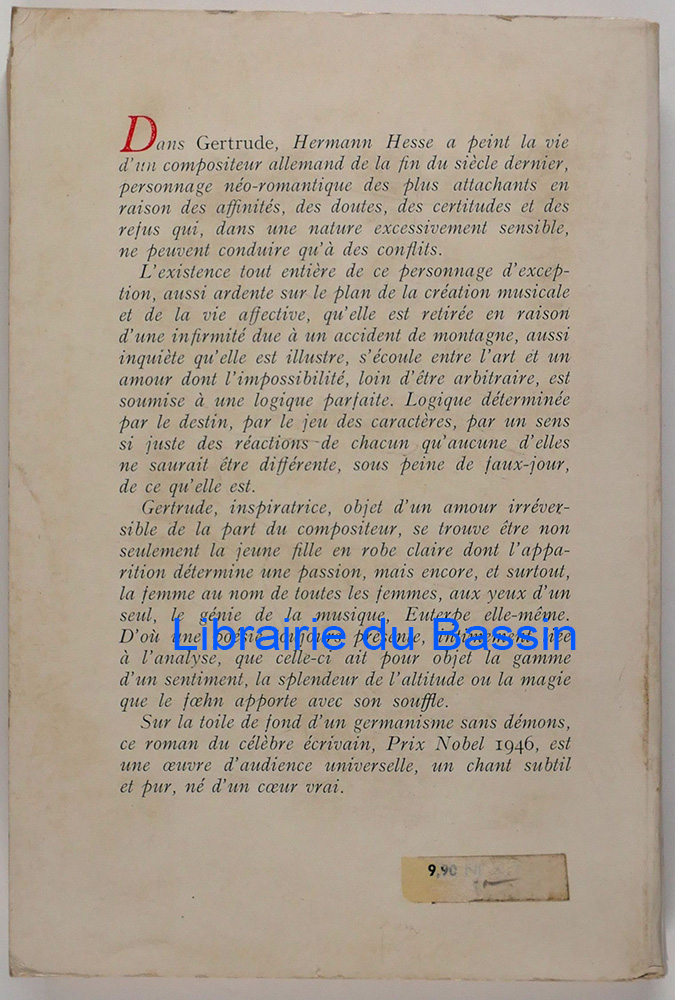 Dans Gertrude, Hermann Hesse a peint la vie
d'un compositeur allemand de la fin du siècle dernier,
personnage néo-romantique des plus attachants en
raison des affinités, des doutes, des certitudes et des
refus qui, dans une nature excessivement sensible,
ne peuvent conduire qu'à des conflits.
L'existence tout entière de ce personnage d'excep-
tion, aussi ardente sur le plan de la création musicale
et de la vie affective, qu'elle est retirée en raison
d'une infirmité due à un accident de montagne, aussi
inquiète qu'elle est illustre, s'écoule entre l'art et un
amour dont l'impossibilité, loin d'être arbitraire, est
soumise à une logique parfaite. Logique déterminée
par le destin, par le jeu des caractères, par un sens
si juste des réactions de chacun qu'aucune d'elles
ne saurait être différente, sous peine de faux-jour,
de ce qu'elle est.
Gertrude, inspiratrice, objet d'un amour irréver-
sible de la part du compositeur, se trouve être non
seulement la jeune fille en robe claire dont l'appa-
rition détermine une passion, mais encore, et surtout,
la femme au nom de toutes les femmes, aux yeux d'un
seul, le génie de la musique, Euterpe elle-même.
D'où une poésie toujours présente, intimement liée
Librairie du Bassin
à l'analyse, que celle-ci ait pour objet la gamme
d'un sentiment, la splendeur de l'altitude ou la magie
que le fœhn apporte avec son souffle.
Sur la toile de fond d'un germanisme sans démons,
ce roman du célèbre écrivain, Prix Nobel 1946, est
une œuvre d'audience universelle, un chant subtil
et pur, né d'un cœur vrai.
9,90